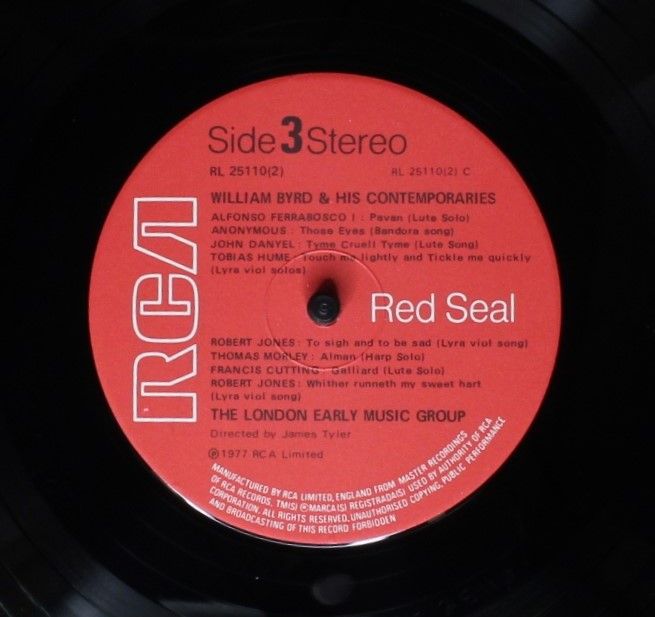 Side 3 Stereo
RL 25110(2)
RL 25110(2) C
RCA
WILLIAM BYRD & HIS CONTEMPORARIES
ALFONSO FERRABOSCO I : Pavan (Lute Solo)
ANONYMOUS : Those Eyes (Bandora song)
JOHN DANYEL : Tyme Cruell Tyme (Lute Song)
TOBIAS HUME : Touch me lightly and Tickle me quickly
(Lyra viol solos)
Red Seal
ROBERT JONES : To sigh and to be sad (Lyra viol song)
THOMAS MORLEY : Alman (Harp Solo)
FRANCIS CUTTING : Galliard (Lute Solo)
ROBERT JONES : Whither runneth my sweet hart
(Lyra viol song)
THE LONDON EARLY MUSIC GROUP
Directed by James Tyler
℗ 1977 RCA Limited
MANUFACTURED BY RCA LIMITED, ENGLAND FROM MASTER RECORDINGS
OF RCA RECORDS. TM(S) ® MARCA(S) REGISTRADA(S) USED BY AUTHORITY OF RCA
CORPORATION. ALL RIGHTS RESERVED. UNAUTHORISED COPYING, PUBLIC PERFORMANCE
AND BROADCASTING OF THIS RECORD FORBIDDEN